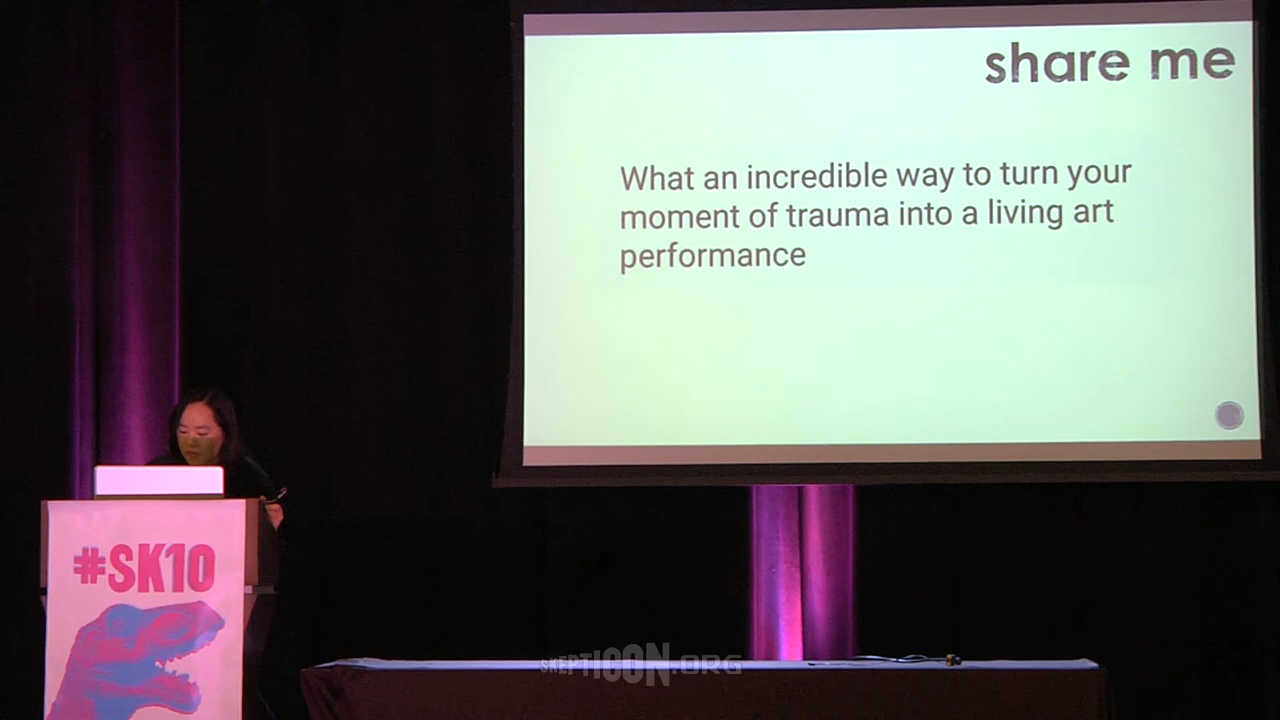 share me
What an incredible way to turn your
moment of trauma into a living art
performance
#SK10
SKEPTICON.ORG